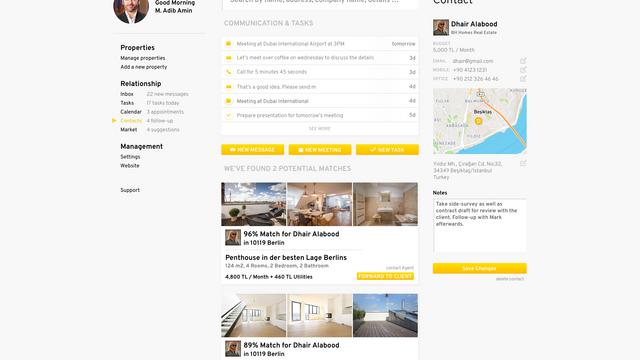 Good Morning
M. Adib Amin
Properties
Manage properties
Add a new property
Relationship
Inbox 22 new messages
Tasks 17 tasks today
Calendar 3 appointments
Contacts 4 follow-up
Market 4 suggestions
Management
Settings
Website
Support
Search by name, address, company name, details ...
COMMUNICATION & TASKS
Meeting at Dubai International Airport at 3PM tomorrow
Let's meet over coffee on wednesday to discuss the details 3d
Call for 5 minutes 45 seconds 3d
That's a good idea. Please send m 4d
Meeting at Dubai International 4d
Prepare presentation for tomorrow's meeting 5d
SEE MORE
NEW MESSAGE
NEW MEETING
NEW TASK
WE'VE FOUND 2 POTENTIAL MATCHES
96% Match for Dhair Alabood
in 10119 Berlin
Penthouse in der besten Lage Berlins
124 m2, 4 Rooms, 2 Bedroom, 2 Bathroom
4,800 TL / Month + 460 TL Utilities
contact Agent
FORWARD TO CLIENT
89% Match for Dhair Alabood
in 10119 Berlin
Contact
Dhair Alabood
BH Homes Real Estate
BUDGET
5,000 TL / Month
EMAIL dhair@gmail.com
MOBILE +90 4123 1231
OFFICE +90 212 326 46 46
Beşiktaş
Yıldız Mh., Çırağan Cd. No:32,
34349 Beşiktaş/İstanbul
Turkey
Notes
Take side-survey as well as
contract draft for review with the
client. Follow-up with Mark
afterwards.
Save Changes
delete contact